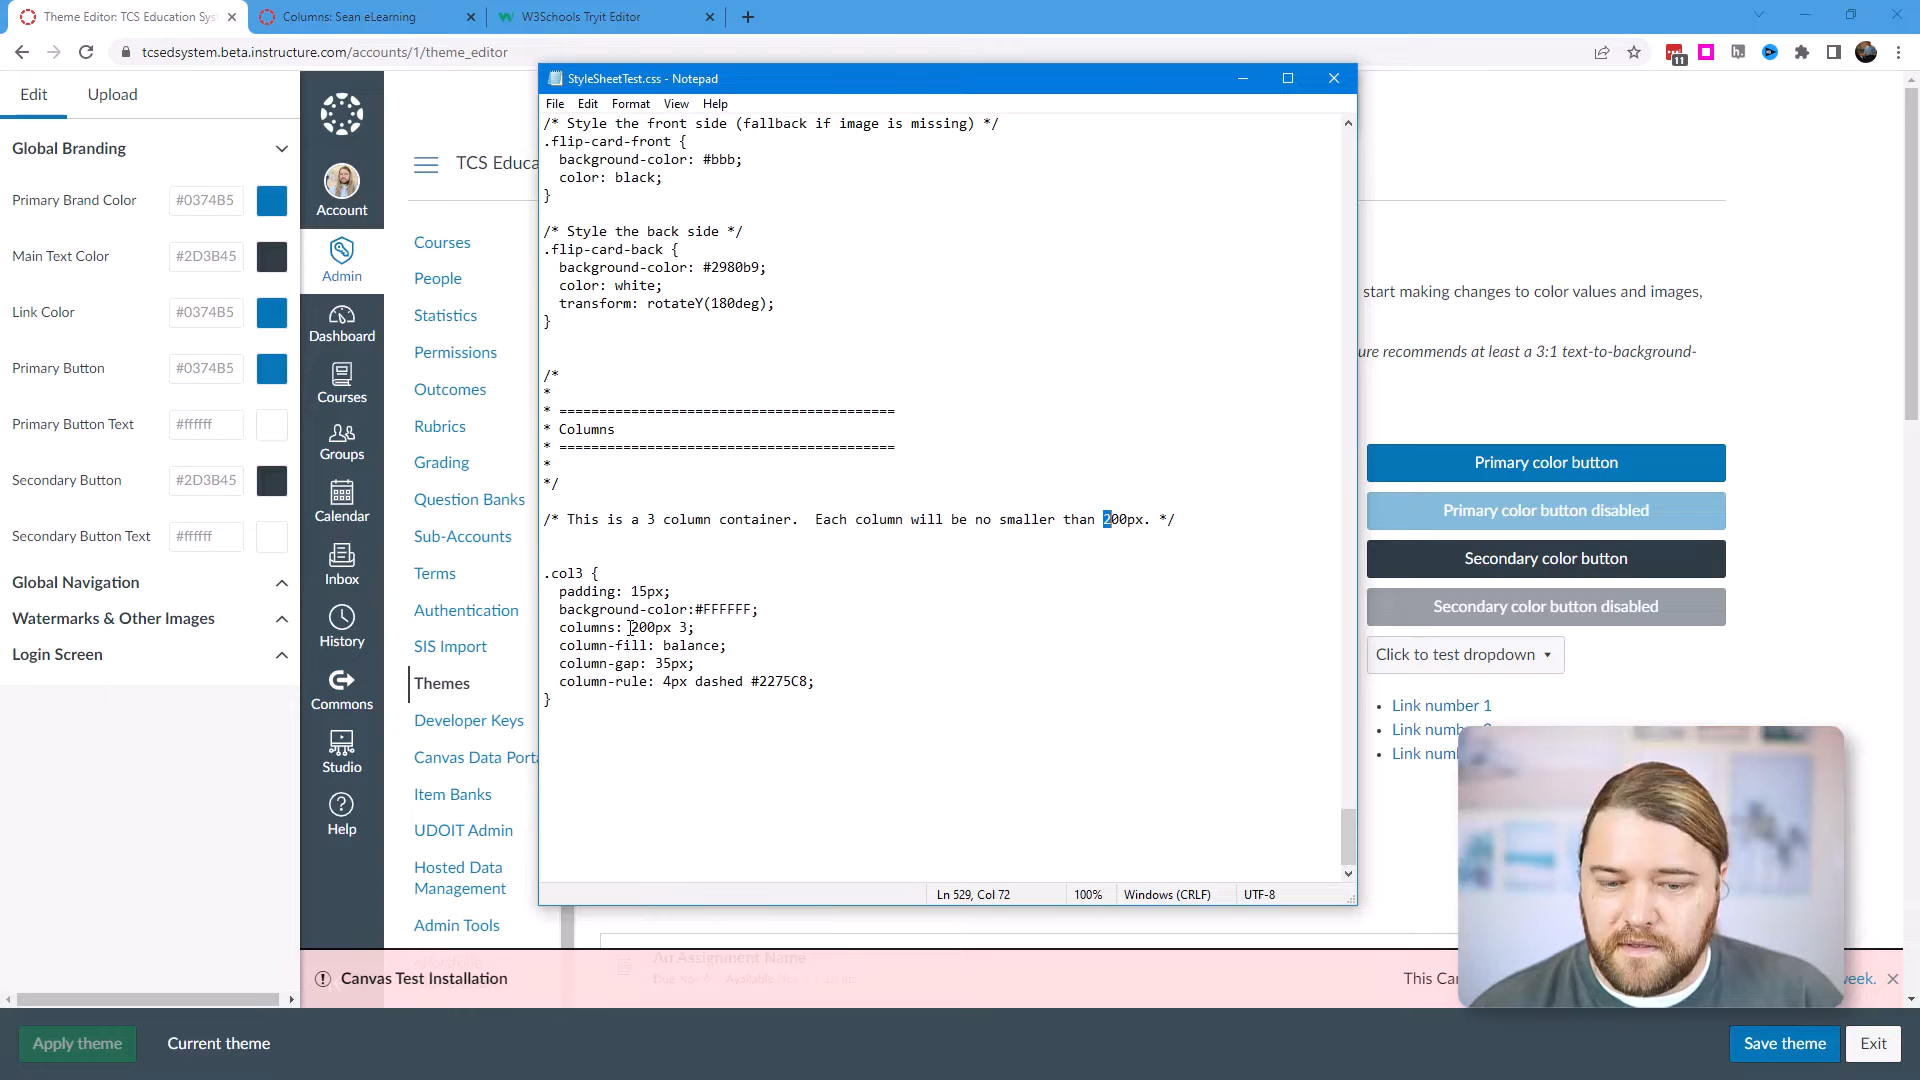 Theme Editor: TCS Education Sys
Columns: Sean eLearning
W3Schools Tryit Editor
tcsedsystem.beta.instructure.com/accounts/1/theme_editor
11
Edit
Upload
Global Branding
Primary Brand Color
#0374B5
Main Text Color
#2D3B45
Link Color
#0374B5
Primary Button
#0374B5
Primary Button Text
#ffffff
Secondary Button
#2D3B45
Secondary Button Text
#ffffff
Global Navigation
Watermarks & Other Images
Login Screen
Account
Admin
Dashboard
Courses
Groups
Calendar
Inbox
History
Commons
Studio
Help
TCS Educa
Courses
People
Statistics
Permissions
Outcomes
Rubrics
Grading
Question Banks
Sub-Accounts
Terms
Authentication
SIS Import
Themes
Developer Keys
Canvas Data Porta
Item Banks
UDOIT Admin
Hosted Data
Management
Admin Tools
StyleSheetTest.css - Notepad
File Edit Format View Help
/* Style the front side (fallback if image is missing) */
.flip-card-front {
background-color: #bbb;
color: black;
}
/* Style the back side */
.flip-card-back {
background-color: #2980b9;
color: white;
transform: rotateY(180deg);
}
/*
*
* ==========================================
* Columns
* ==========================================
*
*/
/* This is a 3 column container.  Each column will be no smaller than 200px. */
.col3 {
padding: 15px;
background-color:#FFFFFF;
columns: 200px 3;
column-fill: balance;
column-gap: 35px;
column-rule: 4px dashed #2275C8;
}
Ln 529, Col 72
100%
Windows (CRLF)
UTF-8
start making changes to color values and images,
ure recommends at least a 3:1 text-to-background-
Primary color button
Primary color button disabled
Secondary color button
Secondary color button disabled
Click to test dropdown
Link number 1
Link numb
Link num
An Assignment Name
Canvas Test Installation
This Ca
week.
Apply theme
Current theme
Save theme
Exit